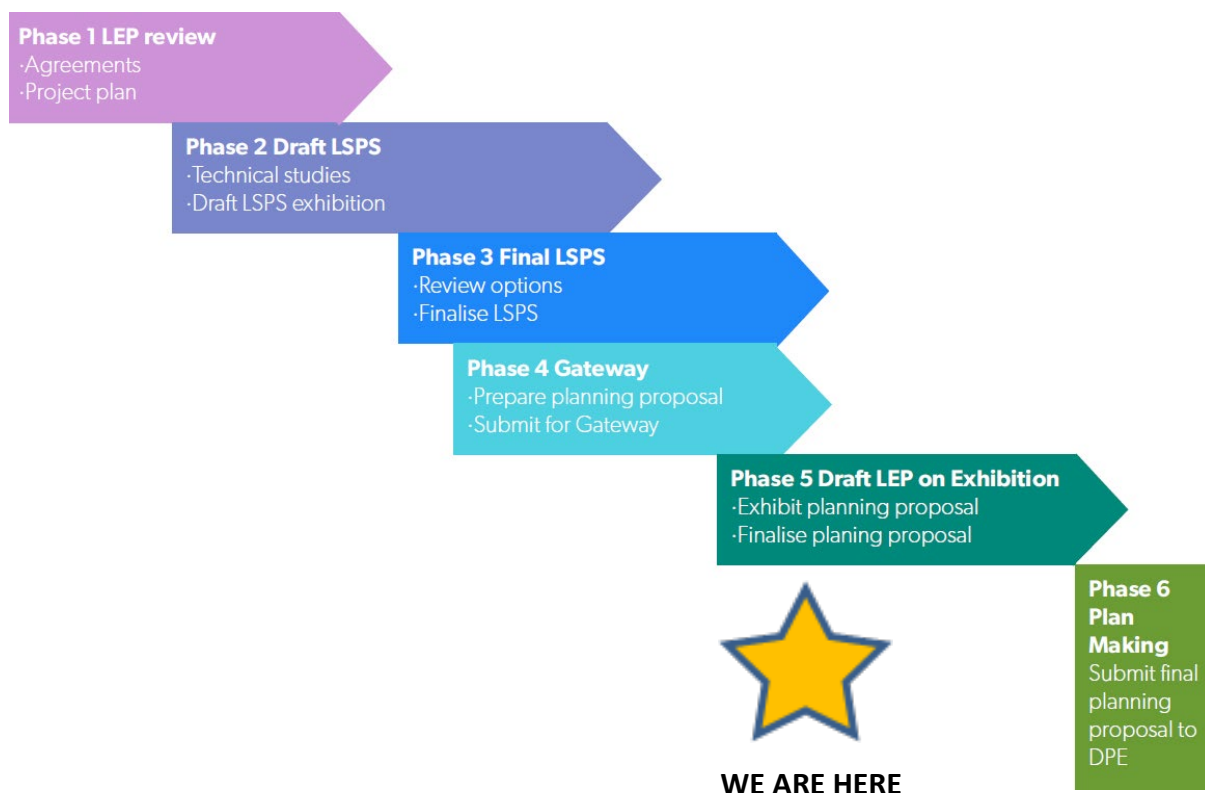 Phase 1 LEP review
·Agreements
·Project plan
Phase 2 Draft LSPS
·Technical studies
·Draft LSPS exhibition
Phase 3 Final LSPS
·Review options
·Finalise LSPS
Phase 4 Gateway
·Prepare planning proposal
·Submit for Gateway
Phase 5 Draft LEP on Exhibition
·Exhibit planning proposal
·Finalise planing proposal
Phase 6
Plan
Making
Submit final
planning
proposal to
DPE
WE ARE HERE